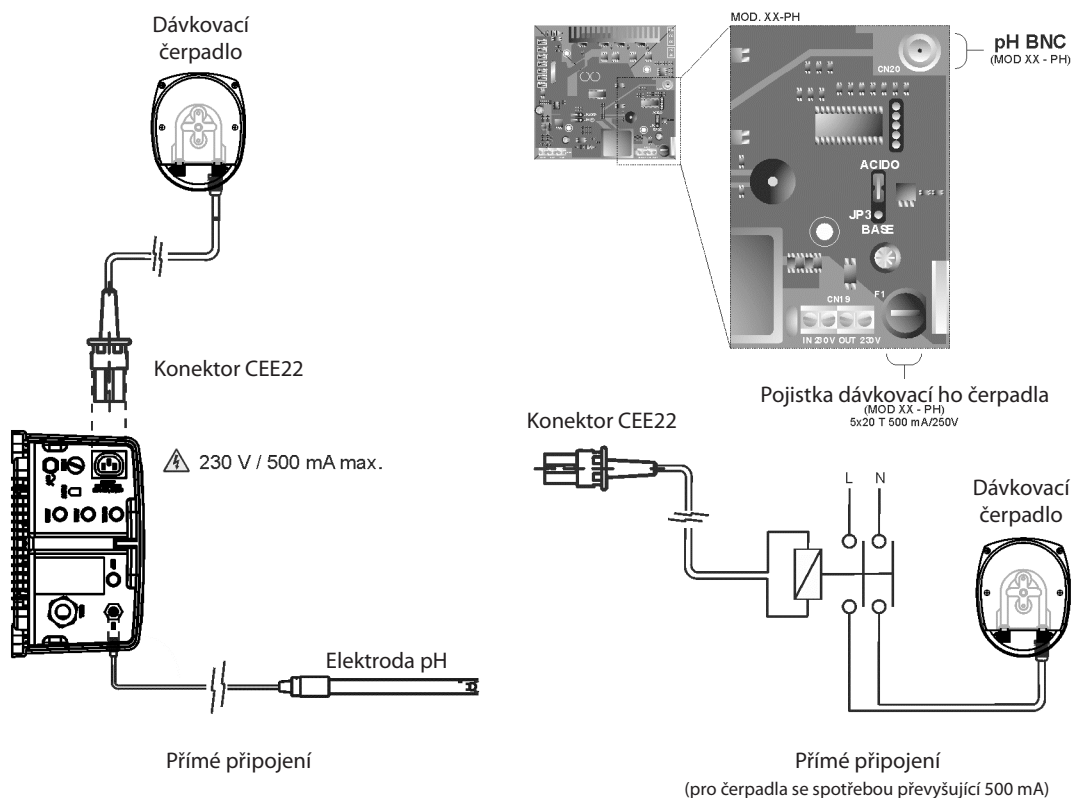 Dávkovací
čerpadlo
Konektor CEE22
230 V / 500 mA max.
Elektroda pH
Přímé připojení
MOD. XX-PH
pH BNC
(MOD XX - PH)
CN20
ACIDO
JP3
BASE
F1
CN19
IN 230V OUT 230V
Pojistka dávkovací ho čerpadla
(MOD XX - PH)
5x20 T 500 mA/250V
Konektor CEE22
L N
Dávkovací
čerpadlo
Přímé připojení
(pro čerpadla se spotřebou převyšující 500 mA)